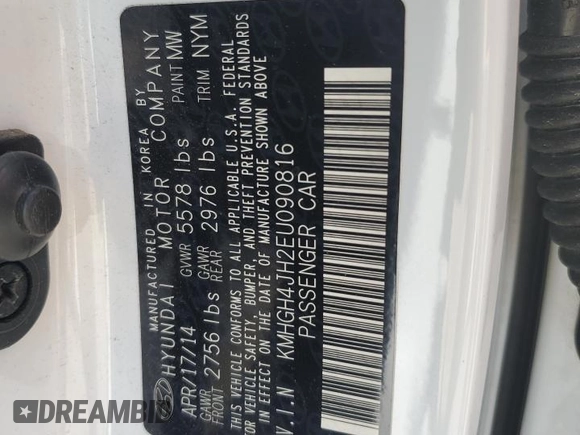 MANUFACTURED IN KOREA BY
HYUNDAI MOTOR COMPANY
APR/17/14 GVWR 5578 lbs PAINT MW
GAWR FRONT 2756 lbs GAWR REAR 2976 lbs TRIM NYM
THIS VEHICLE CONFORMS TO ALL APPLICABLE U.S.A. FEDERAL
MOTOR VEHICLE SAFETY, BUMPER, AND THEFT PREVENTION STANDARDS
IN EFFECT ON THE DATE OF MANUFACTURE SHOWN ABOVE
V.I.N KMHGH4JH2EU090816
PASSENGER CAR
DREAMBID